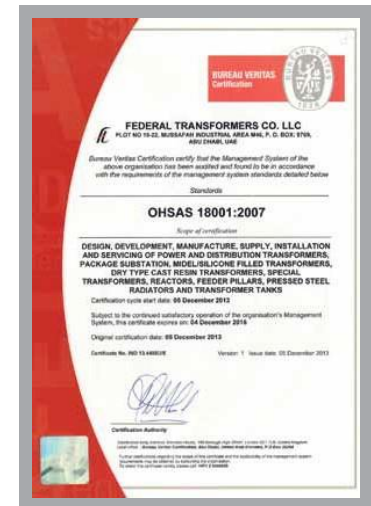 BUREAU VERITAS
Certification
FEDERAL TRANSFORMERS CO. LLC
PLOT NO 10-22, MUSSAFAH INDUSTRIAL AREA M46, P. O. BOX: 9709,
ABU DHABI, UAE
Bureau Veritas Certification certify that the Management System of the
above organisation has been audited and found to be in accordance
with the requirements of the management system standards detailed below
Standards
OHSAS 18001:2007
Scope of certification
DESIGN, DEVELOPMENT, MANUFACTURE, SUPPLY, INSTALLATION
AND SERVICING OF POWER AND DISTRIBUTION TRANSFORMERS,
PACKAGE SUBSTATION, MIDEL/SILICONE FILLED TRANSFORMERS,
DRY TYPE CAST RESIN TRANSFORMERS, SPECIAL
TRANSFORMERS, REACTORS, FEEDER PILLARS, PRESSED STEEL
RADIATORS AND TRANSFORMER TANKS
Certification cycle start date: 05 December 2013
Subject to the continued satisfactory operation of the organisation's Management
System, this certificate expires on: 04 December 2016
Original certification date: 05 December 2013
Certificate No. IND
Version: 1 Issue date: 05 December 2013
Certification Authority